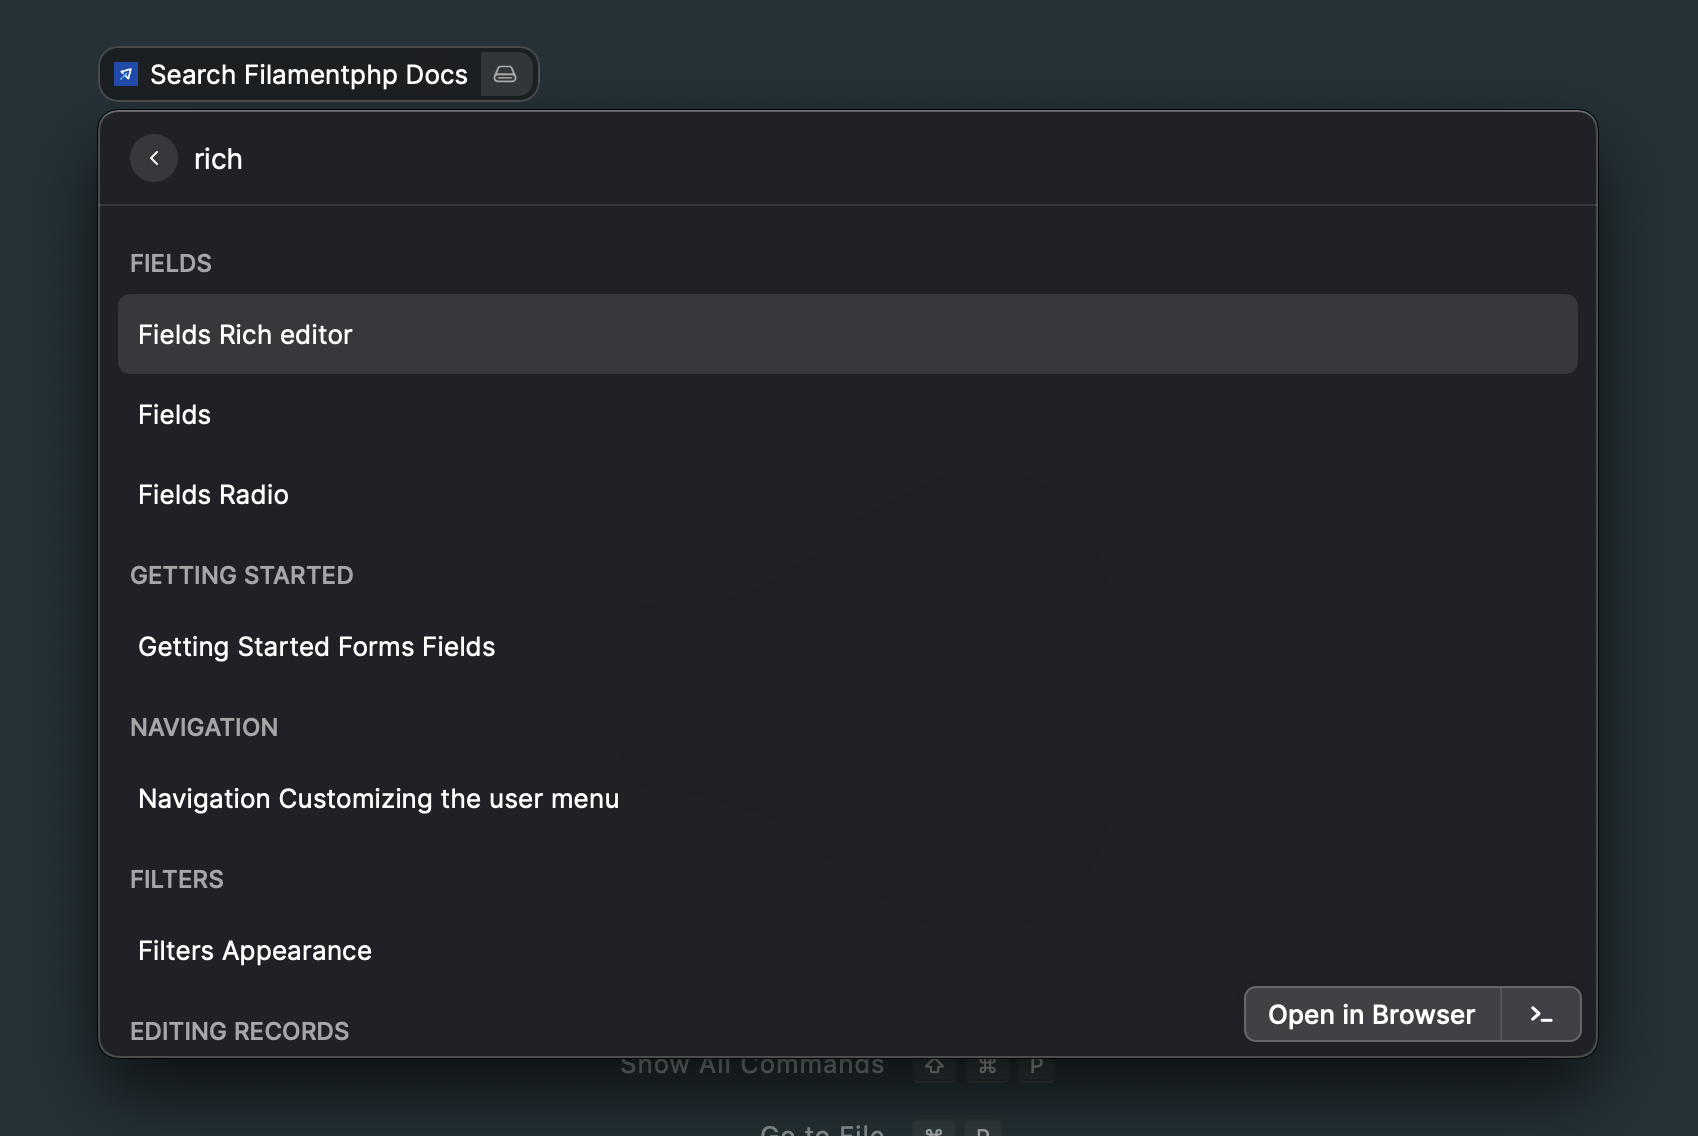 Search Filamentphp Docs
rich
FIELDS
Fields Rich editor
Fields
Fields Radio
GETTING STARTED
Getting Started Forms Fields
NAVIGATION
Navigation Customizing the user menu
FILTERS
Filters Appearance
EDITING RECORDS
Open in Browser >_
Show All Commands ⇧ ⌘ P
Go to File ⌘ P